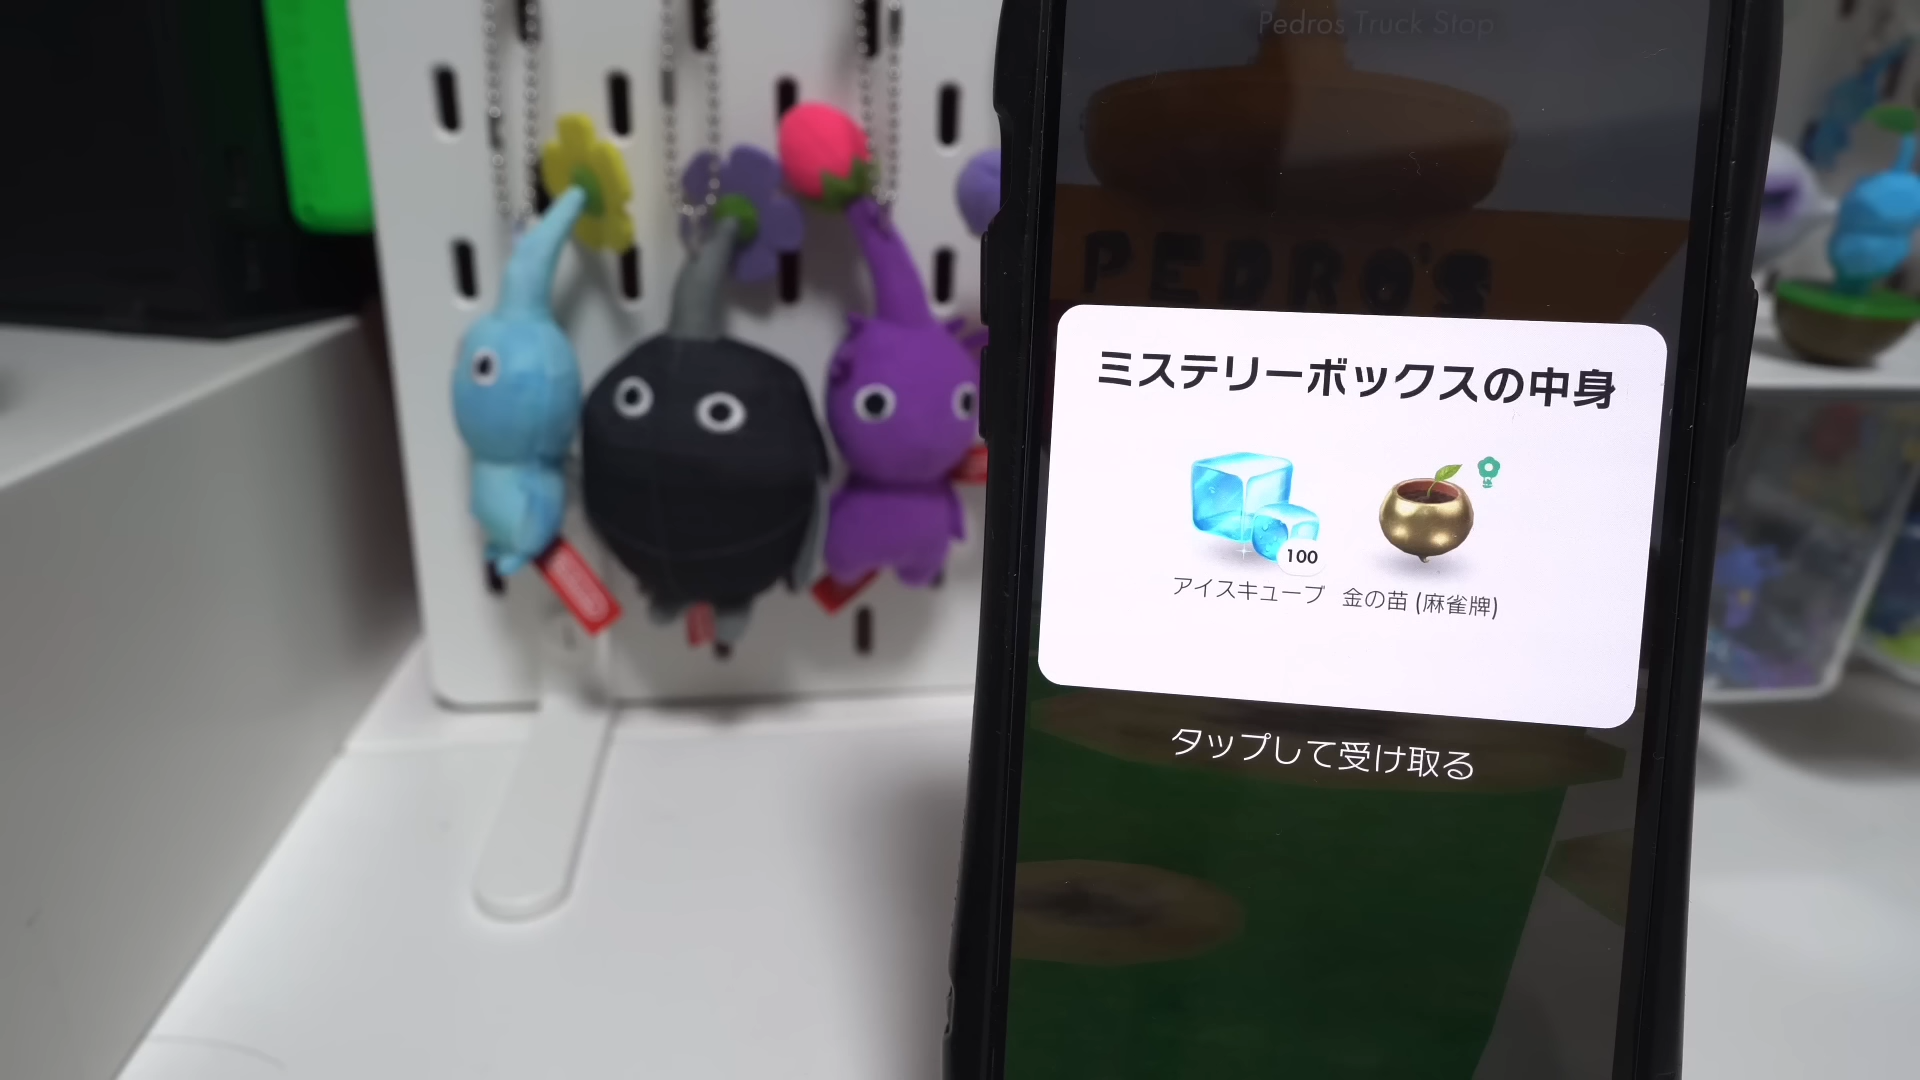 Pedros Truck Stop
PEDRO'S
ミステリーボックスの中身
100
アイスキューブ
金の苗 (麻雀牌)
タップして受け取る